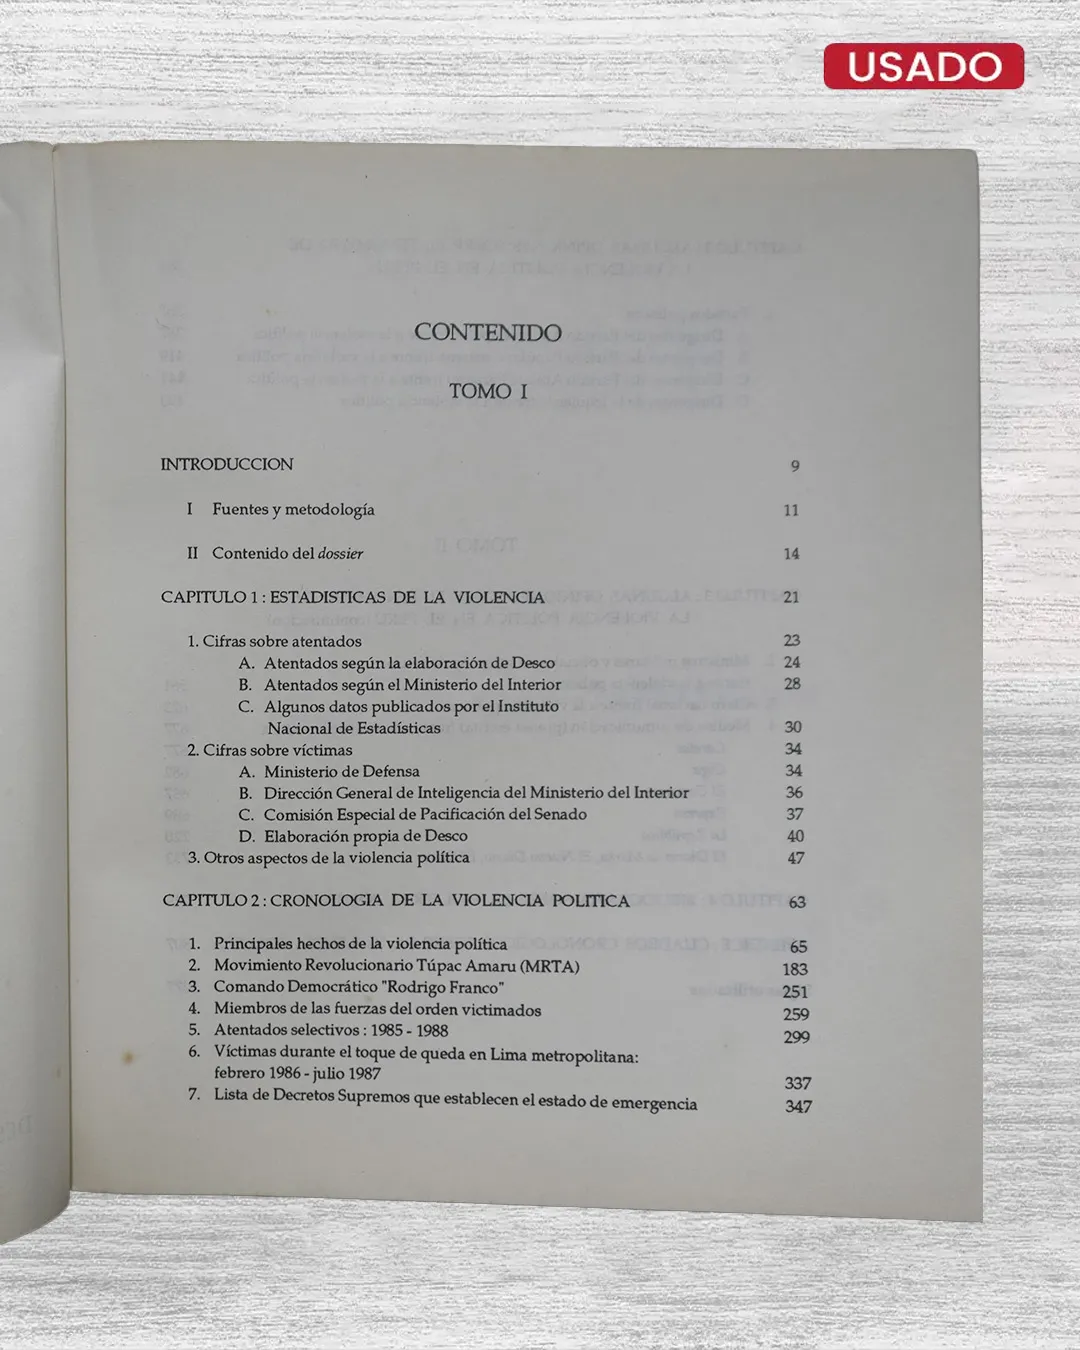 USADO
CONTENIDO
TOMO I
INTRODUCCION 9
I Fuentes y metodología 11
II Contenido del dossier 14
CAPITULO 1 : ESTADISTICAS DE LA VIOLENCIA 21
1. Cifras sobre atentados 23
A. Atentados según la elaboración de Desco 24
B. Atentados según el Ministerio del Interior 28
C. Algunos datos publicados por el Instituto
Nacional de Estadísticas 30
2. Cifras sobre víctimas 34
A. Ministerio de Defensa 34
B. Dirección General de Inteligencia del Ministerio del Interior 36
C. Comisión Especial de Pacificación del Senado 37
D. Elaboración propia de Desco 40
3. Otros aspectos de la violencia política 47
CAPITULO 2 : CRONOLOGIA DE LA VIOLENCIA POLITICA 63
1. Principales hechos de la violencia política 65
2. Movimiento Revolucionario Túpac Amaru (MRTA) 183
3. Comando Democrático "Rodrigo Franco" 251
4. Miembros de las fuerzas del orden victimados 259
5. Atentados selectivos : 1985 - 1988 299
6. Víctimas durante el toque de queda en Lima metropolitana:
febrero 1986 - julio 1987 337
7. Lista de Decretos Supremos que establecen el estado de emergencia 347